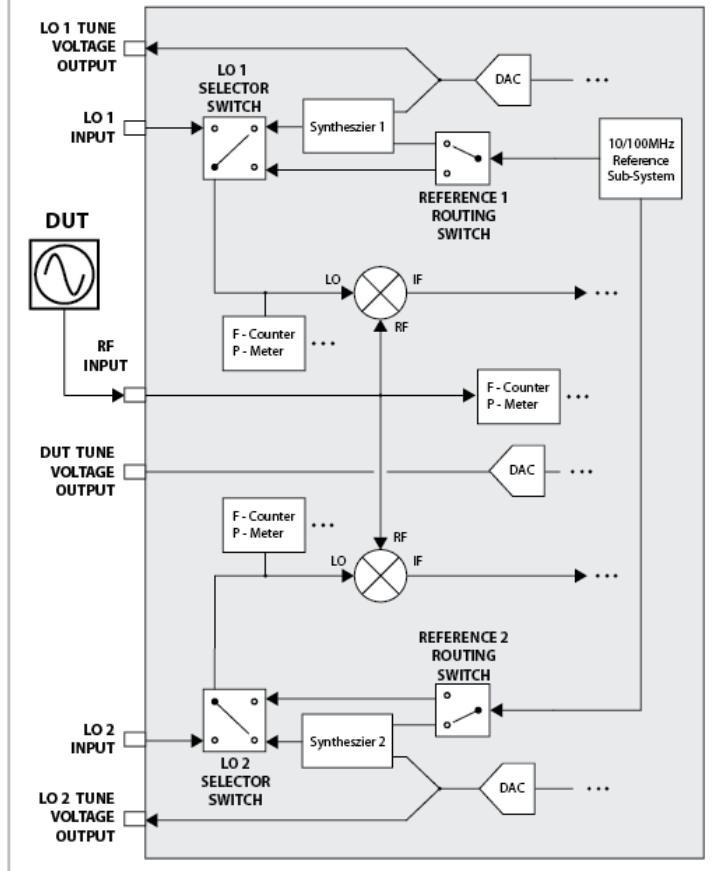 LO 1 TUNE
VOLTAGE
OUTPUT
DAC
...
LO 1
SELECTOR
SWITCH
LO 1
INPUT
Syntheszier 1
10/100MHz
Reference
Sub-System
REFERENCE 1
ROUTING
SWITCH
DUT
LO
IF
...
RF
F - Counter
P - Meter
...
RF
INPUT
F - Counter
P - Meter
...
DUT TUNE
VOLTAGE
OUTPUT
DAC
...
F - Counter
P - Meter
...
RF
LO
IF
...
REFERENCE 2
ROUTING
SWITCH
LO 2
INPUT
Syntheszier 2
LO 2
SELECTOR
SWITCH
DAC
...
LO 2 TUNE
VOLTAGE
OUTPUT